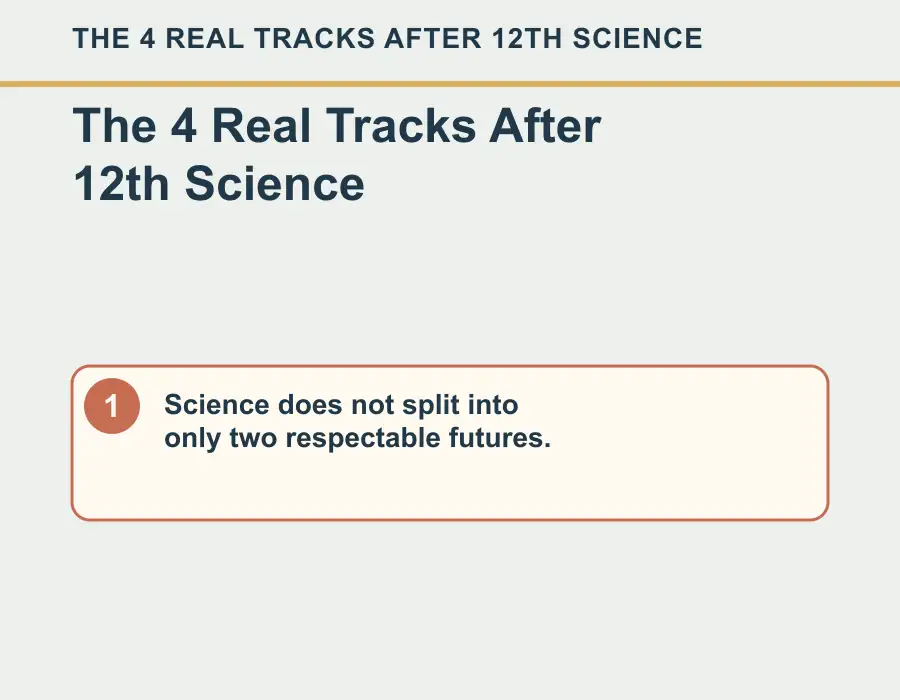 THE 4 REAL TRACKS AFTER 12TH SCIENCE
The 4 Real Tracks After
12th Science
1
Science does not split into
only two respectable futures.